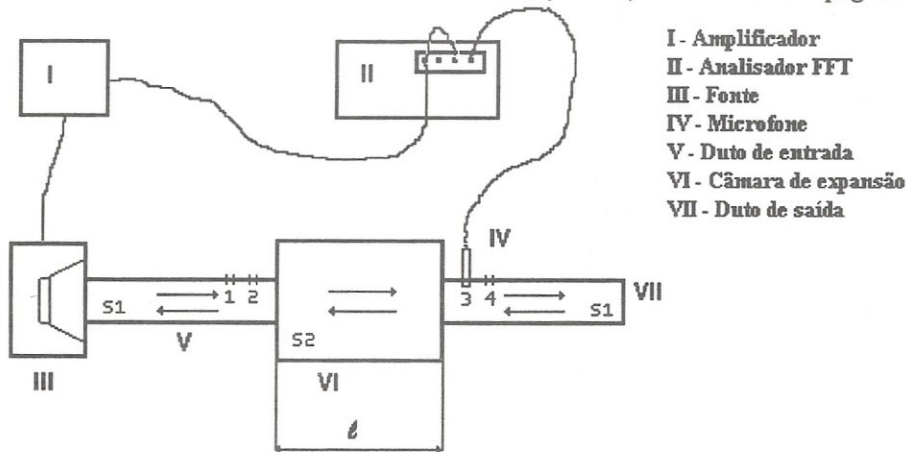 I - Amplificador
II - Analisador FFT
III - Fonte
IV - Microfone
V - Duto de entrada
VI - Câmara de expansão
VII - Duto de saída
I
II
IV
1 2
3 4
VII
S1
S1
V
S2
III
VI
ℓ